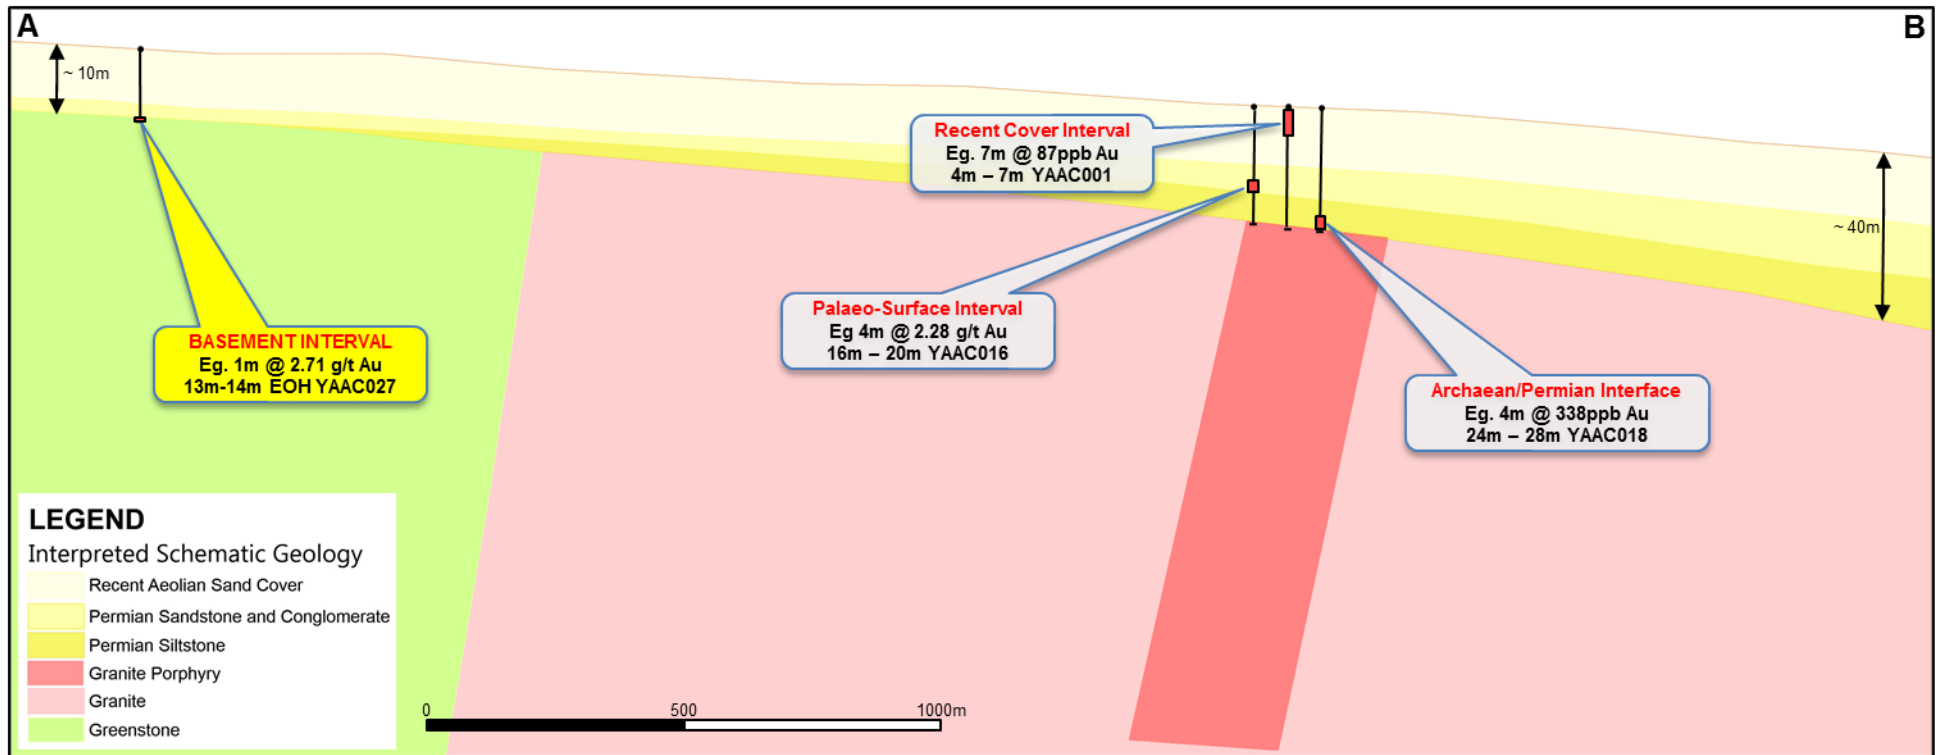 A
B
~ 10m
Recent Cover Interval
Eg. 7m @ 87ppb Au
4m – 7m YAAC001
~ 40m
Palaeo-Surface Interval
Eg 4m @ 2.28 g/t Au
16m – 20m YAAC016
BASEMENT INTERVAL
Eg. 1m @ 2.71 g/t Au
13m-14m EOH YAAC027
Archaean/Permian Interface
Eg. 4m @ 338ppb Au
24m – 28m YAAC018
LEGEND
Interpreted Schematic Geology
Recent Aeolian Sand Cover
Permian Sandstone and Conglomerate
Permian Siltstone
Granite Porphyry
Granite
Greenstone
0 500 1000m